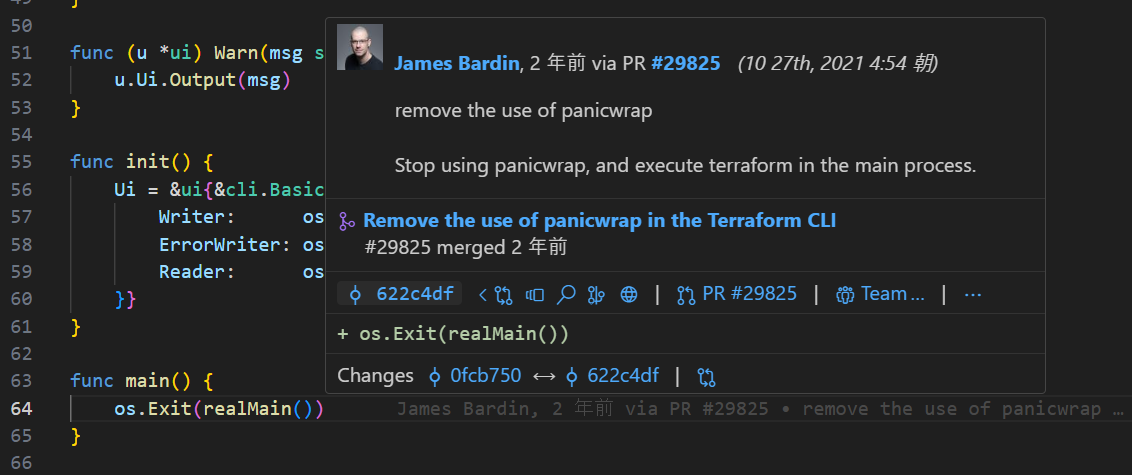 50
51 func (u *ui) Warn(msg s
52 u.Ui.Output(msg)
53 }
54
55 func init() {
56 Ui = &ui{&cli.Basic
57 Writer: os
58 ErrorWriter: os
59 Reader: os
60 }}
61 }
62
63 func main() {
64 os.Exit(realMain()) James Bardin, 2 年前 via PR #29825 • remove the use of panicwrap …
65 }
66
James Bardin, 2 年前 via PR #29825 (10 27th, 2021 4:54 朝)
remove the use of panicwrap
Stop using panicwrap, and execute terraform in the main process.
Remove the use of panicwrap in the Terraform CLI
#29825 merged 2 年前
622c4df | PR #29825 | Team… | …
+ os.Exit(realMain())
Changes 0fcb750 ↔ 622c4df |